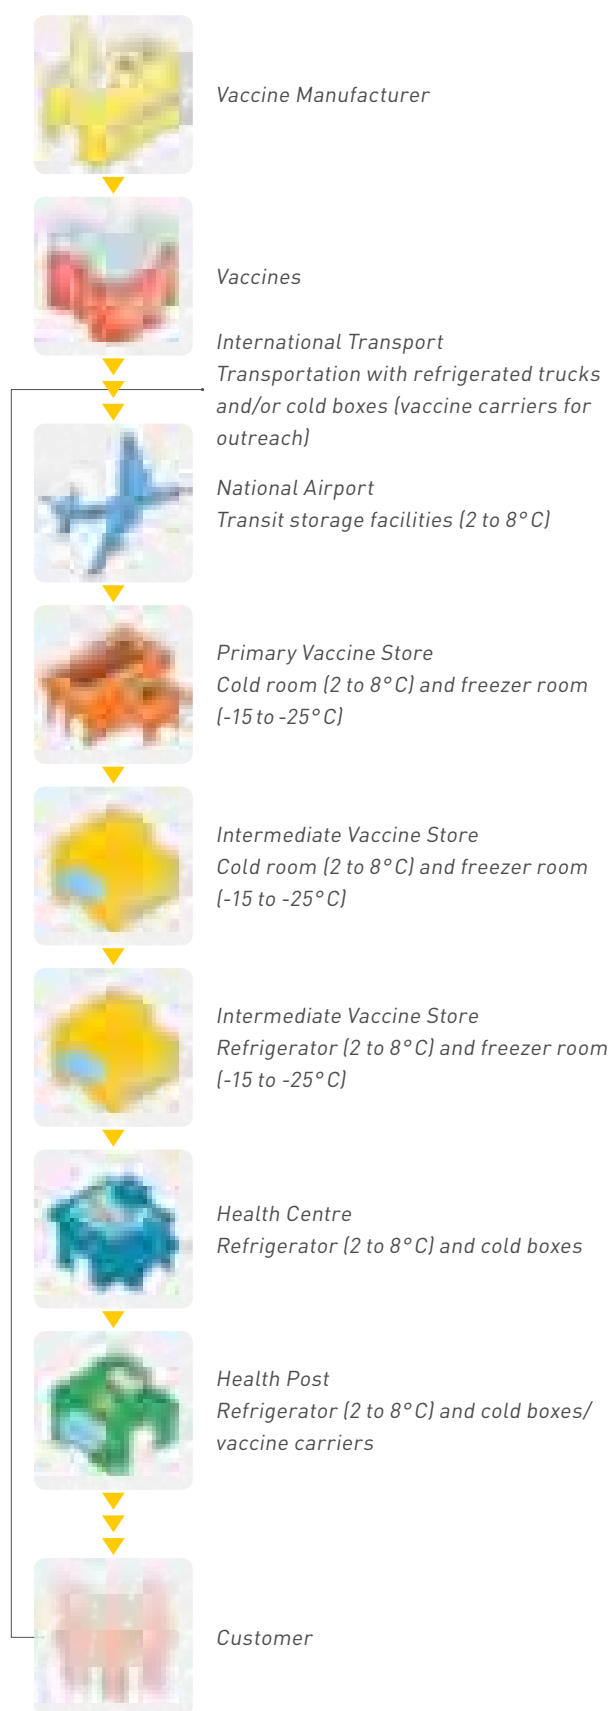 Vaccine Manufacturer
Vaccines
International Transport
Transportation with refrigerated trucks
and/or cold boxes (vaccine carriers for
outreach)
National Airport
Transit storage facilities (2 to 8°C)
Primary Vaccine Store
Cold room (2 to 8°C) and freezer room
(-15 to -25°C)
Intermediate Vaccine Store
Cold room (2 to 8°C) and freezer room
(-15 to -25°C)
Intermediate Vaccine Store
Refrigerator (2 to 8°C) and freezer room
(-15 to -25°C)
Health Centre
Refrigerator (2 to 8°C) and cold boxes
Health Post
Refrigerator (2 to 8°C) and cold boxes/
vaccine carriers
Customer